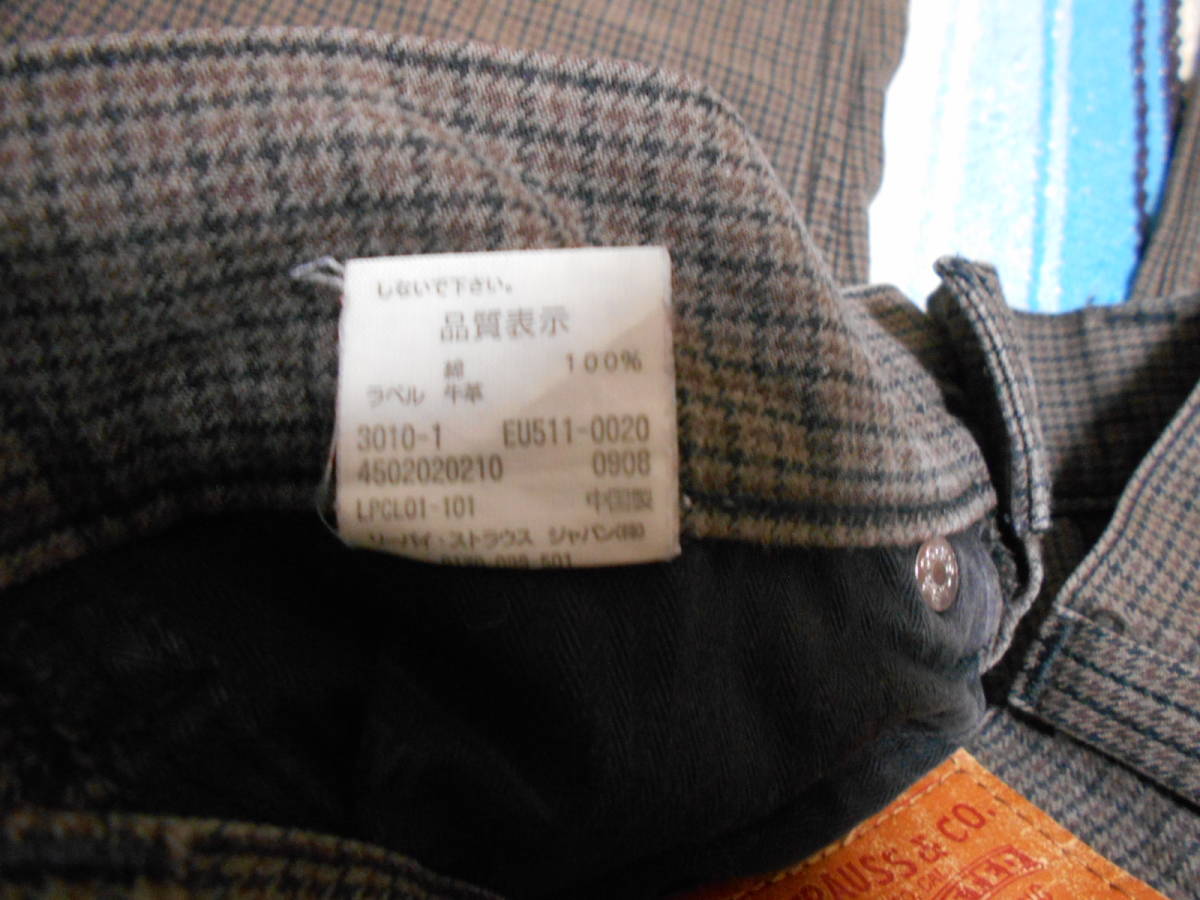 しないで下さい。
品質表示
綿 100%
ラベル 牛革
3010-1 EU511-0020
4502020210 0908
LPCL01-101 中国製
リーバイ・ストラウス ジャパン(株)
RAUSS & CO.